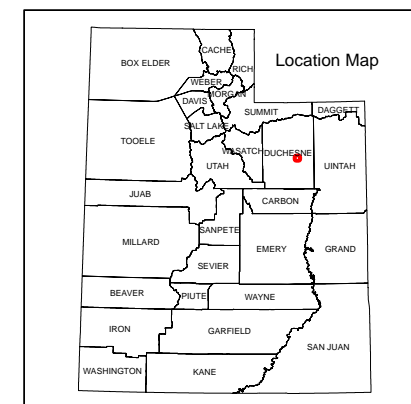 Location Map
CACHE
BOX ELDER
RICH
WEBER
MORGAN
DAVIS
SUMMIT
DAGGETT
SALT LAKE
TOOELE
WASATCH
DUCHESNE
UTAH
UINTAH
JUAB
CARBON
SANPETE
MILLARD
EMERY
GRAND
SEVIER
BEAVER
PIUTE
WAYNE
IRON
GARFIELD
SAN JUAN
WASHINGTON
KANE